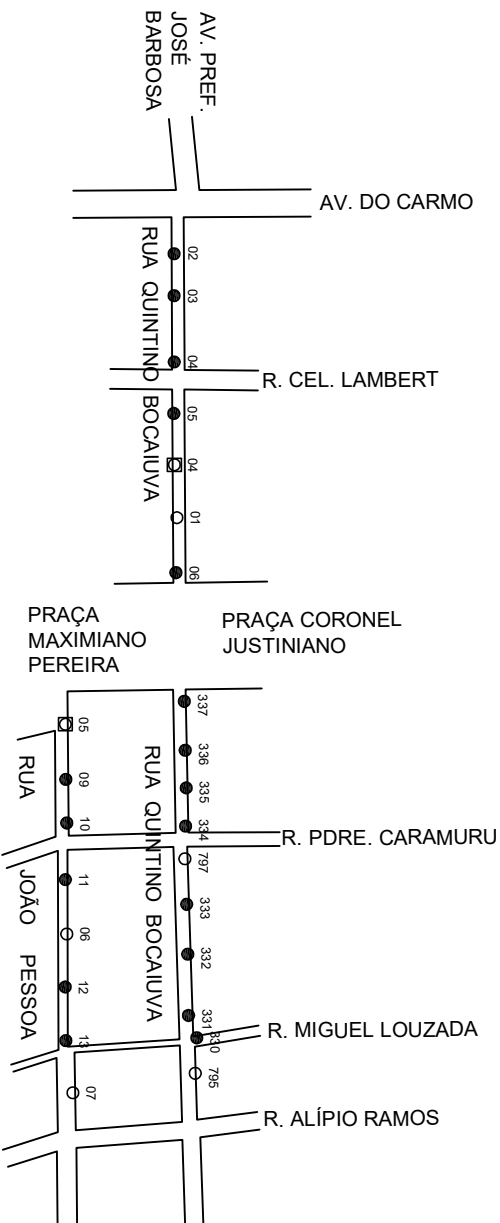 AV. PREF.
JOSÉ
BARBOSA
AV. DO CARMO
RUA QUINTINO BOCAIUVA
02
03
04
R. CEL. LAMBERT
05
04
01
06
PRAÇA
MAXIMIANO
PEREIRA
PRAÇA CORONEL
JUSTINIANO
337
05
336
RUA
09
335
10
334
R. PDRE. CARAMURU
RUA QUINTINO BOCAIUVA
797
11
333
JOÃO PESSOA
06
332
12
331
330
R. MIGUEL LOUZADA
13
795
07
R. ALÍPIO RAMOS